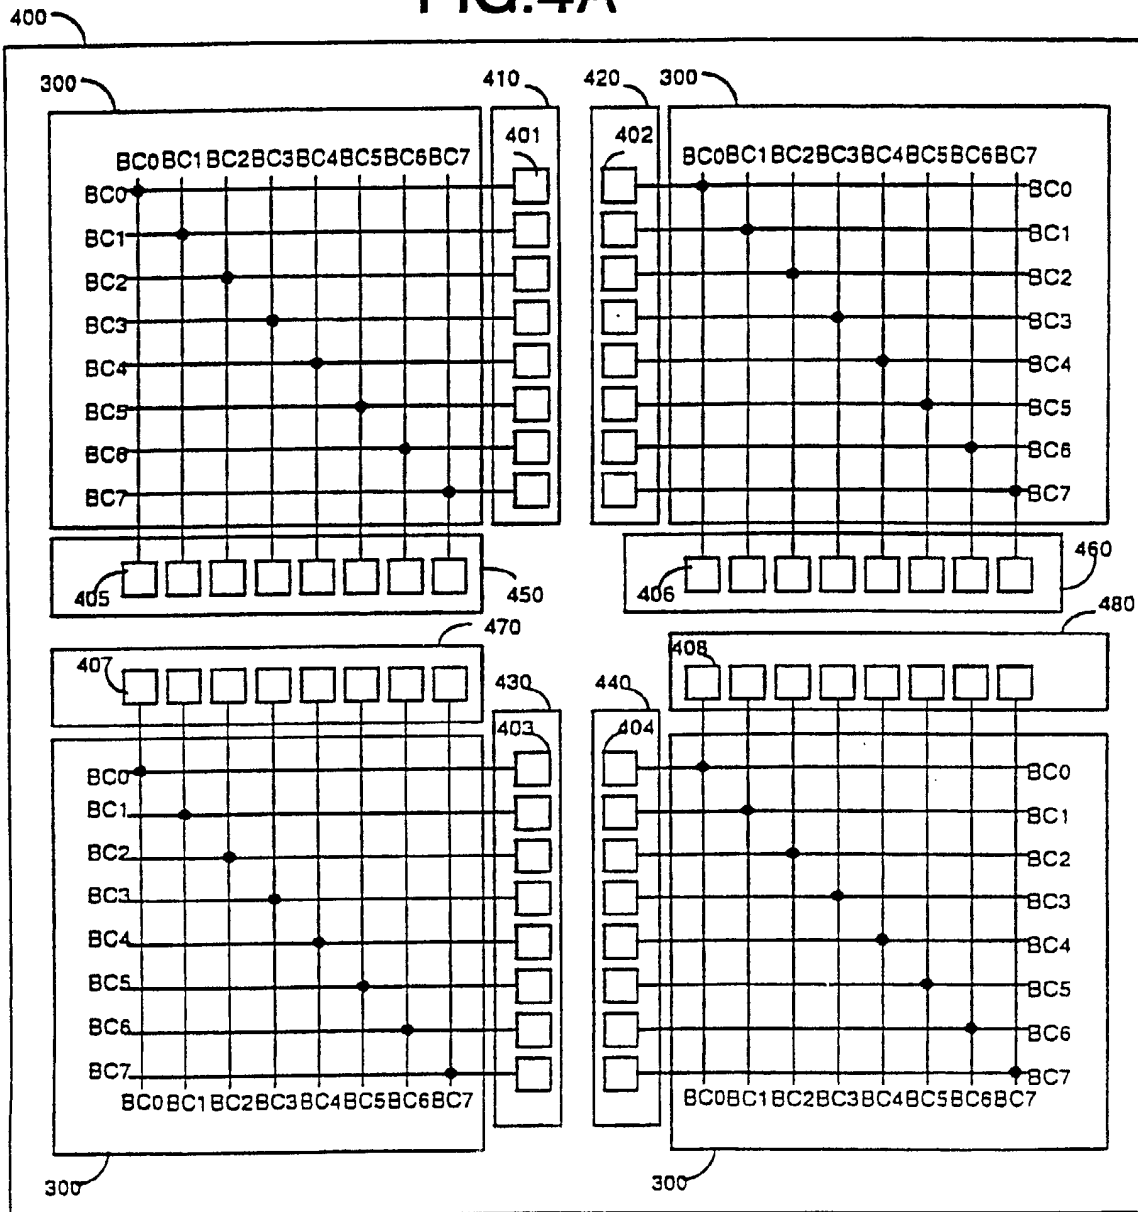 FIG.4A
400
300 410 420 300
401 402
BC0 BC1 BC2 BC3 BC4 BC5 BC6 BC7
BC0 BC1 BC2 BC3 BC4 BC5 BC6 BC7
BC0 BC0
BC1 BC1
BC2 BC2
BC3 BC3
BC4 BC4
BC5 BC5
BC6 BC6
BC7 BC7
405 450 406 460
470 480
407 408
430 440
403 404
BC0 BC0
BC1 BC1
BC2 BC2
BC3 BC3
BC4 BC4
BC5 BC5
BC6 BC6
BC7 BC7
BC0 BC1 BC2 BC3 BC4 BC5 BC6 BC7
BC0 BC1 BC2 BC3 BC4 BC5 BC6 BC7
300 300